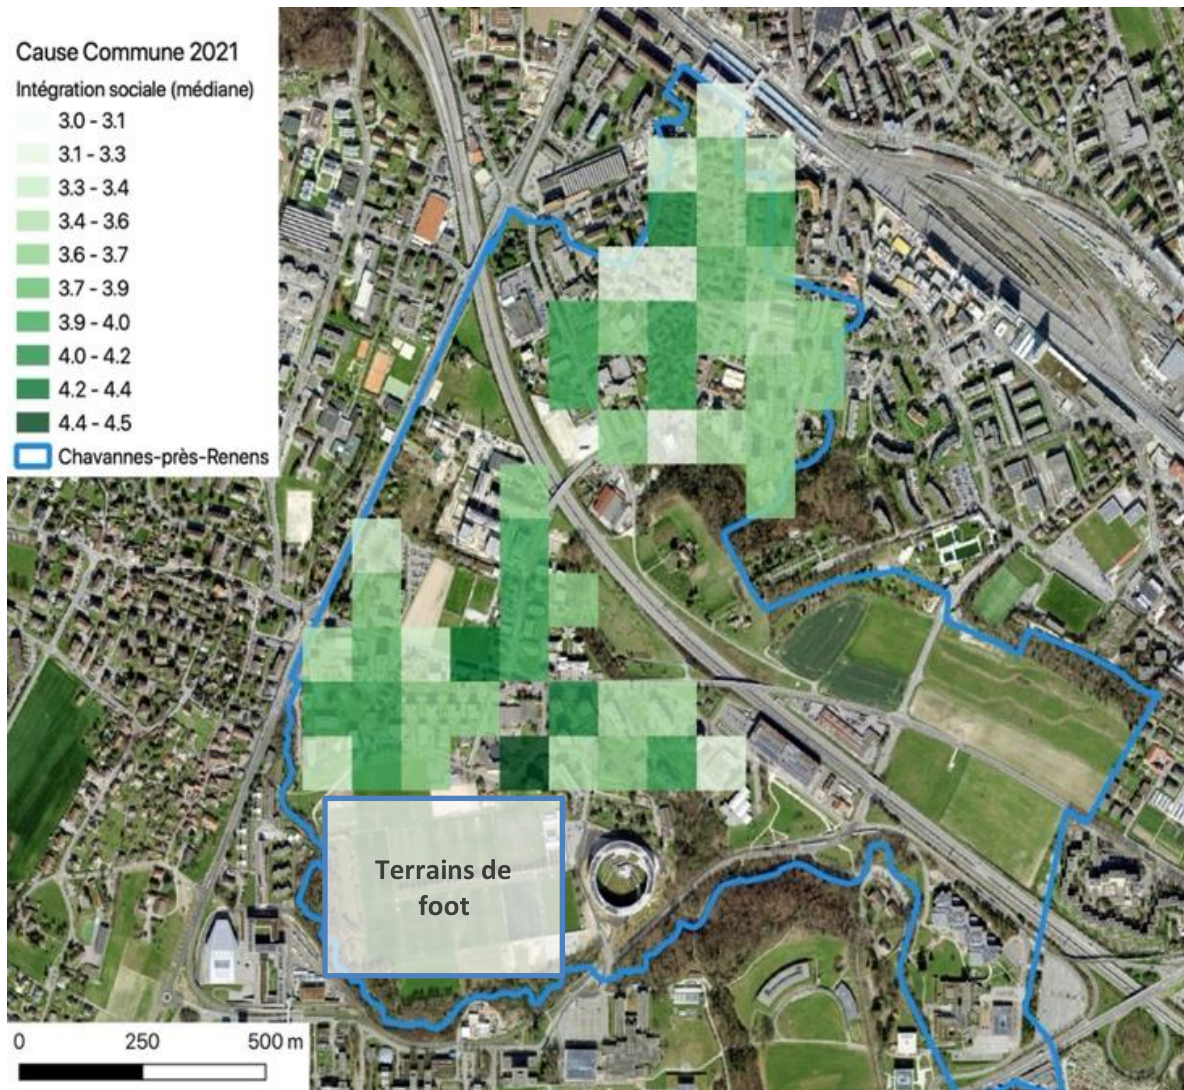 Cause Commune 2021
Intégration sociale (médiane)
3.0 - 3.1
3.1 - 3.3
3.3 - 3.4
3.4 - 3.6
3.6 - 3.7
3.7 - 3.9
3.9 - 4.0
4.0 - 4.2
4.2 - 4.4
4.4 - 4.5
Chavannes-près-Renens
Terrains de
foot
0 250 500 m